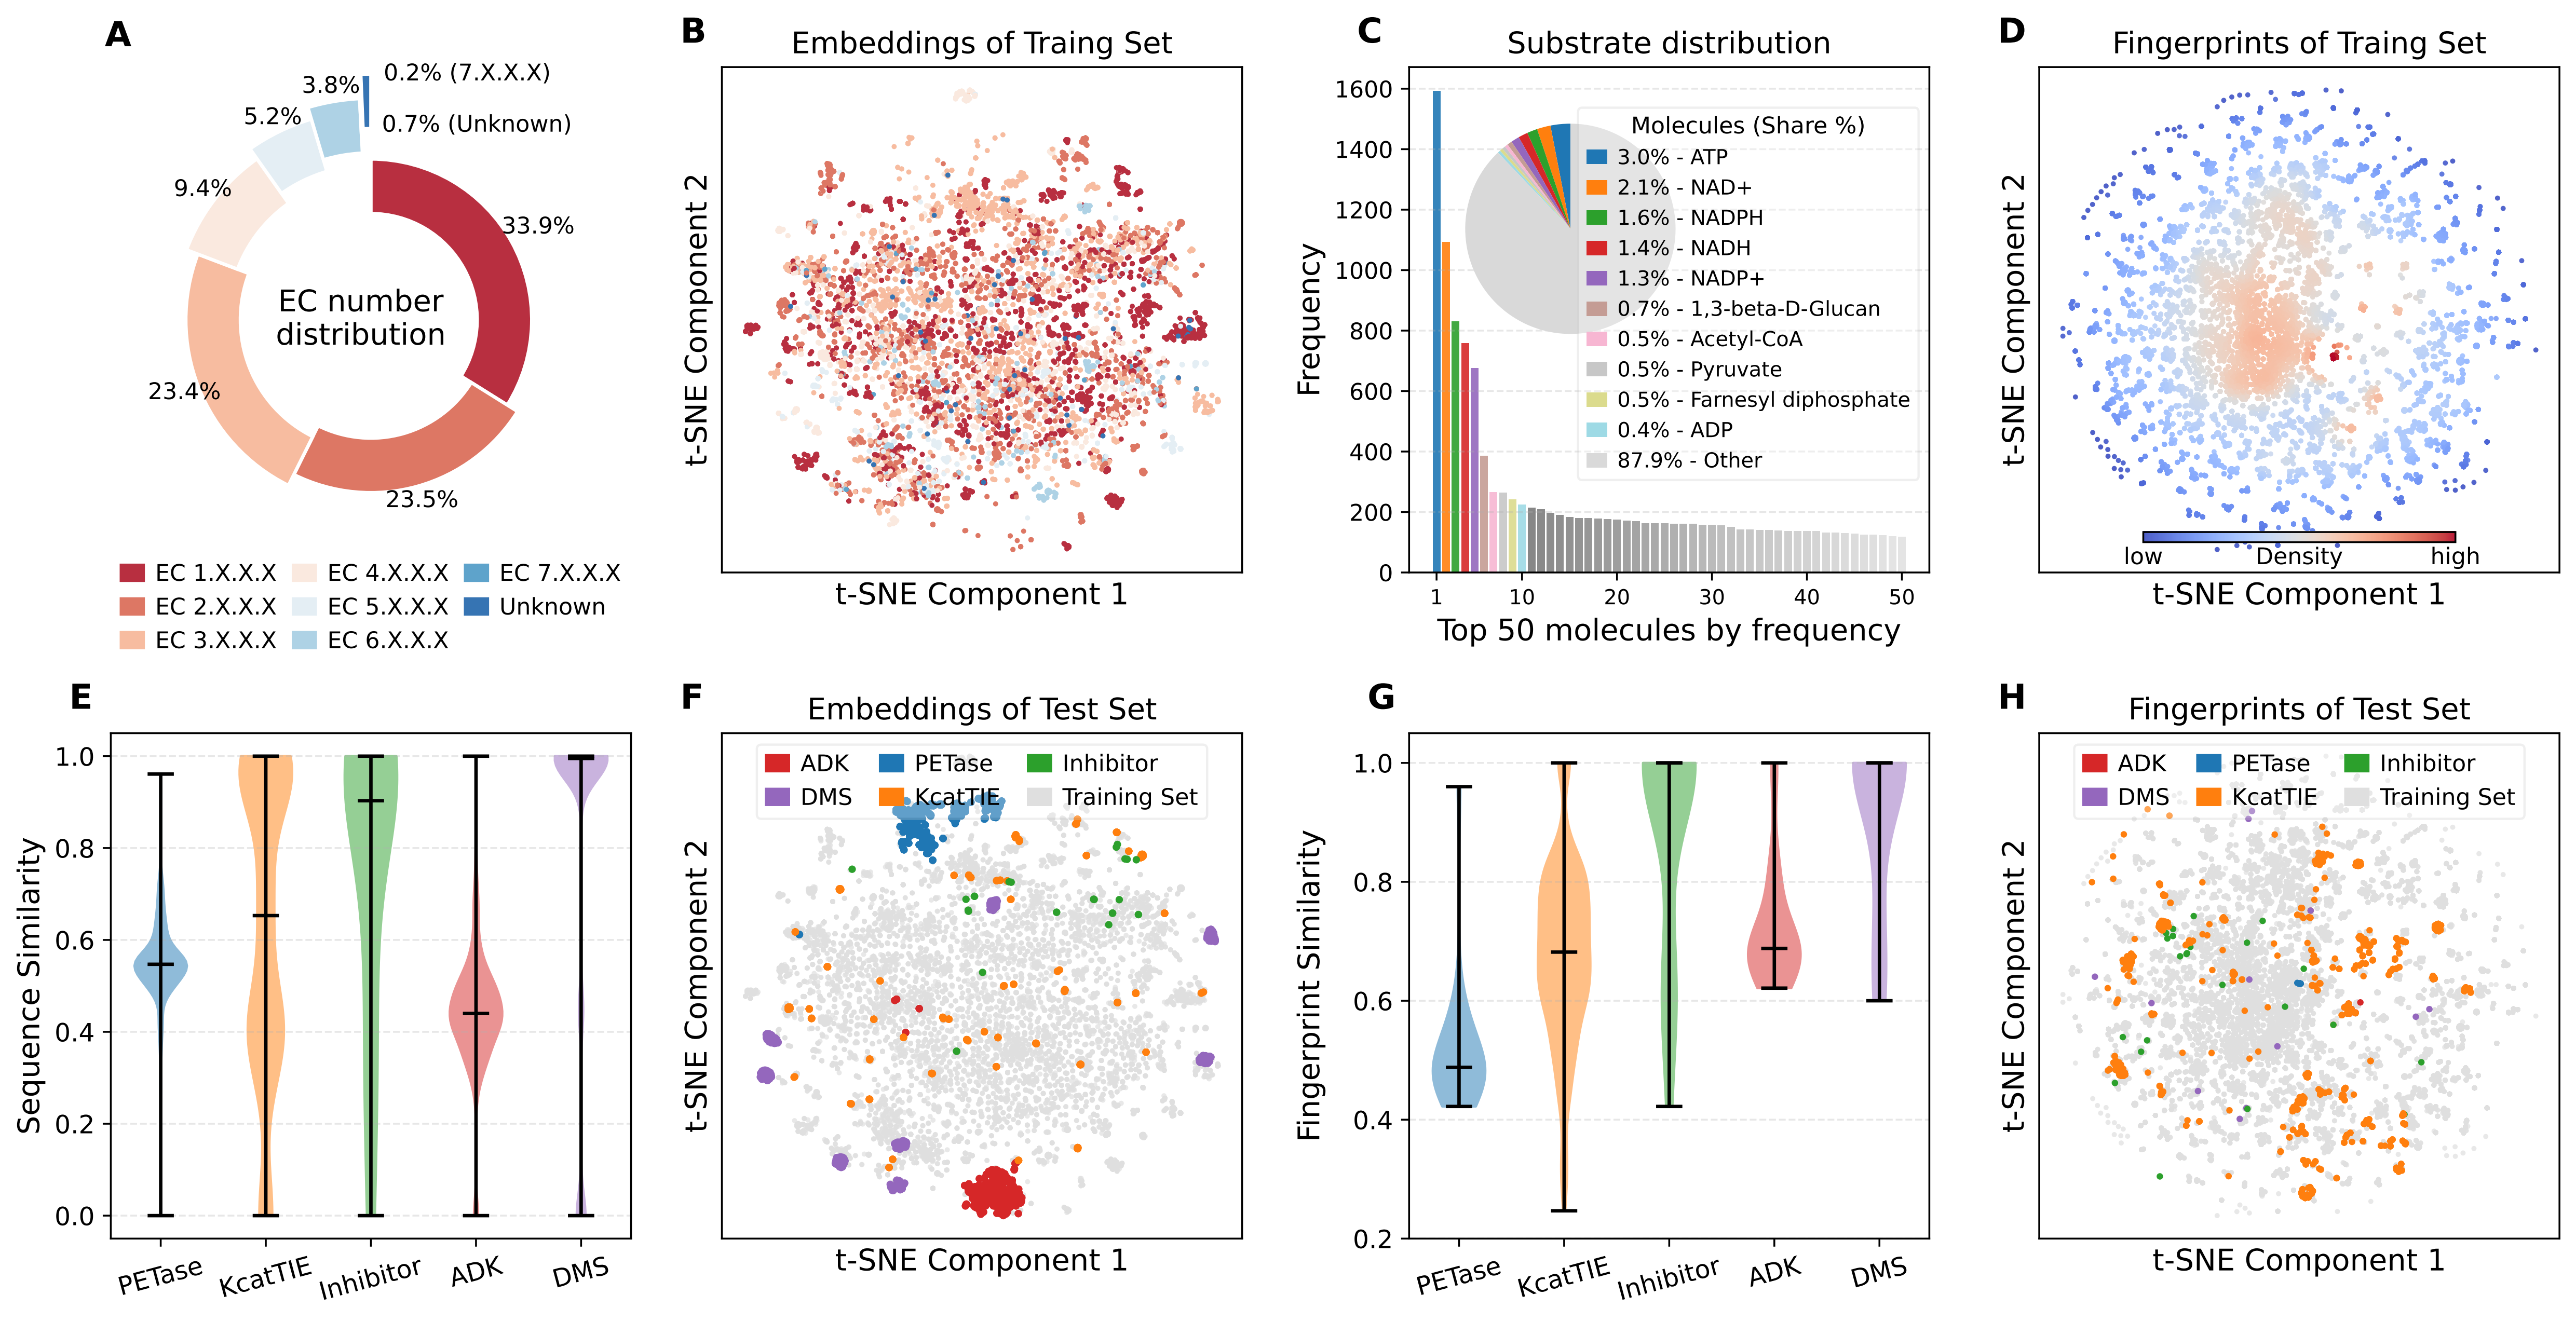 A
3.8%
0.2% (7.X.X.X)
5.2%
0.7% (Unknown)
9.4%
33.9%
EC number
distribution
23.4%
23.5%
EC 1.X.X.X EC 4.X.X.X EC 7.X.X.X
EC 2.X.X.X EC 5.X.X.X Unknown
EC 3.X.X.X EC 6.X.X.X
B
Embeddings of Traing Set
t-SNE Component 2
t-SNE Component 1
C
Substrate distribution
Frequency
1600
1400
1200
1000
800
600
400
200
0
Molecules (Share %)
3.0% - ATP
2.1% - NAD+
1.6% - NADPH
1.4% - NADH
1.3% - NADP+
0.7% - 1,3-beta-D-Glucan
0.5% - Acetyl-CoA
0.5% - Pyruvate
0.5% - Farnesyl diphosphate
0.4% - ADP
87.9% - Other
1 10 20 30 40 50
Top 50 molecules by frequency
D
Fingerprints of Traing Set
t-SNE Component 2
low Density high
t-SNE Component 1
E
Sequence Similarity
1.0
0.8
0.6
0.4
0.2
0.0
PETase KcatTIE Inhibitor ADK DMS
F
Embeddings of Test Set
ADK PETase Inhibitor
DMS KcatTIE Training Set
t-SNE Component 2
t-SNE Component 1
G
Fingerprint Similarity
1.0
0.8
0.6
0.4
0.2
PETase KcatTIE Inhibitor ADK DMS
H
Fingerprints of Test Set
ADK PETase Inhibitor
DMS KcatTIE Training Set
t-SNE Component 2
t-SNE Component 1